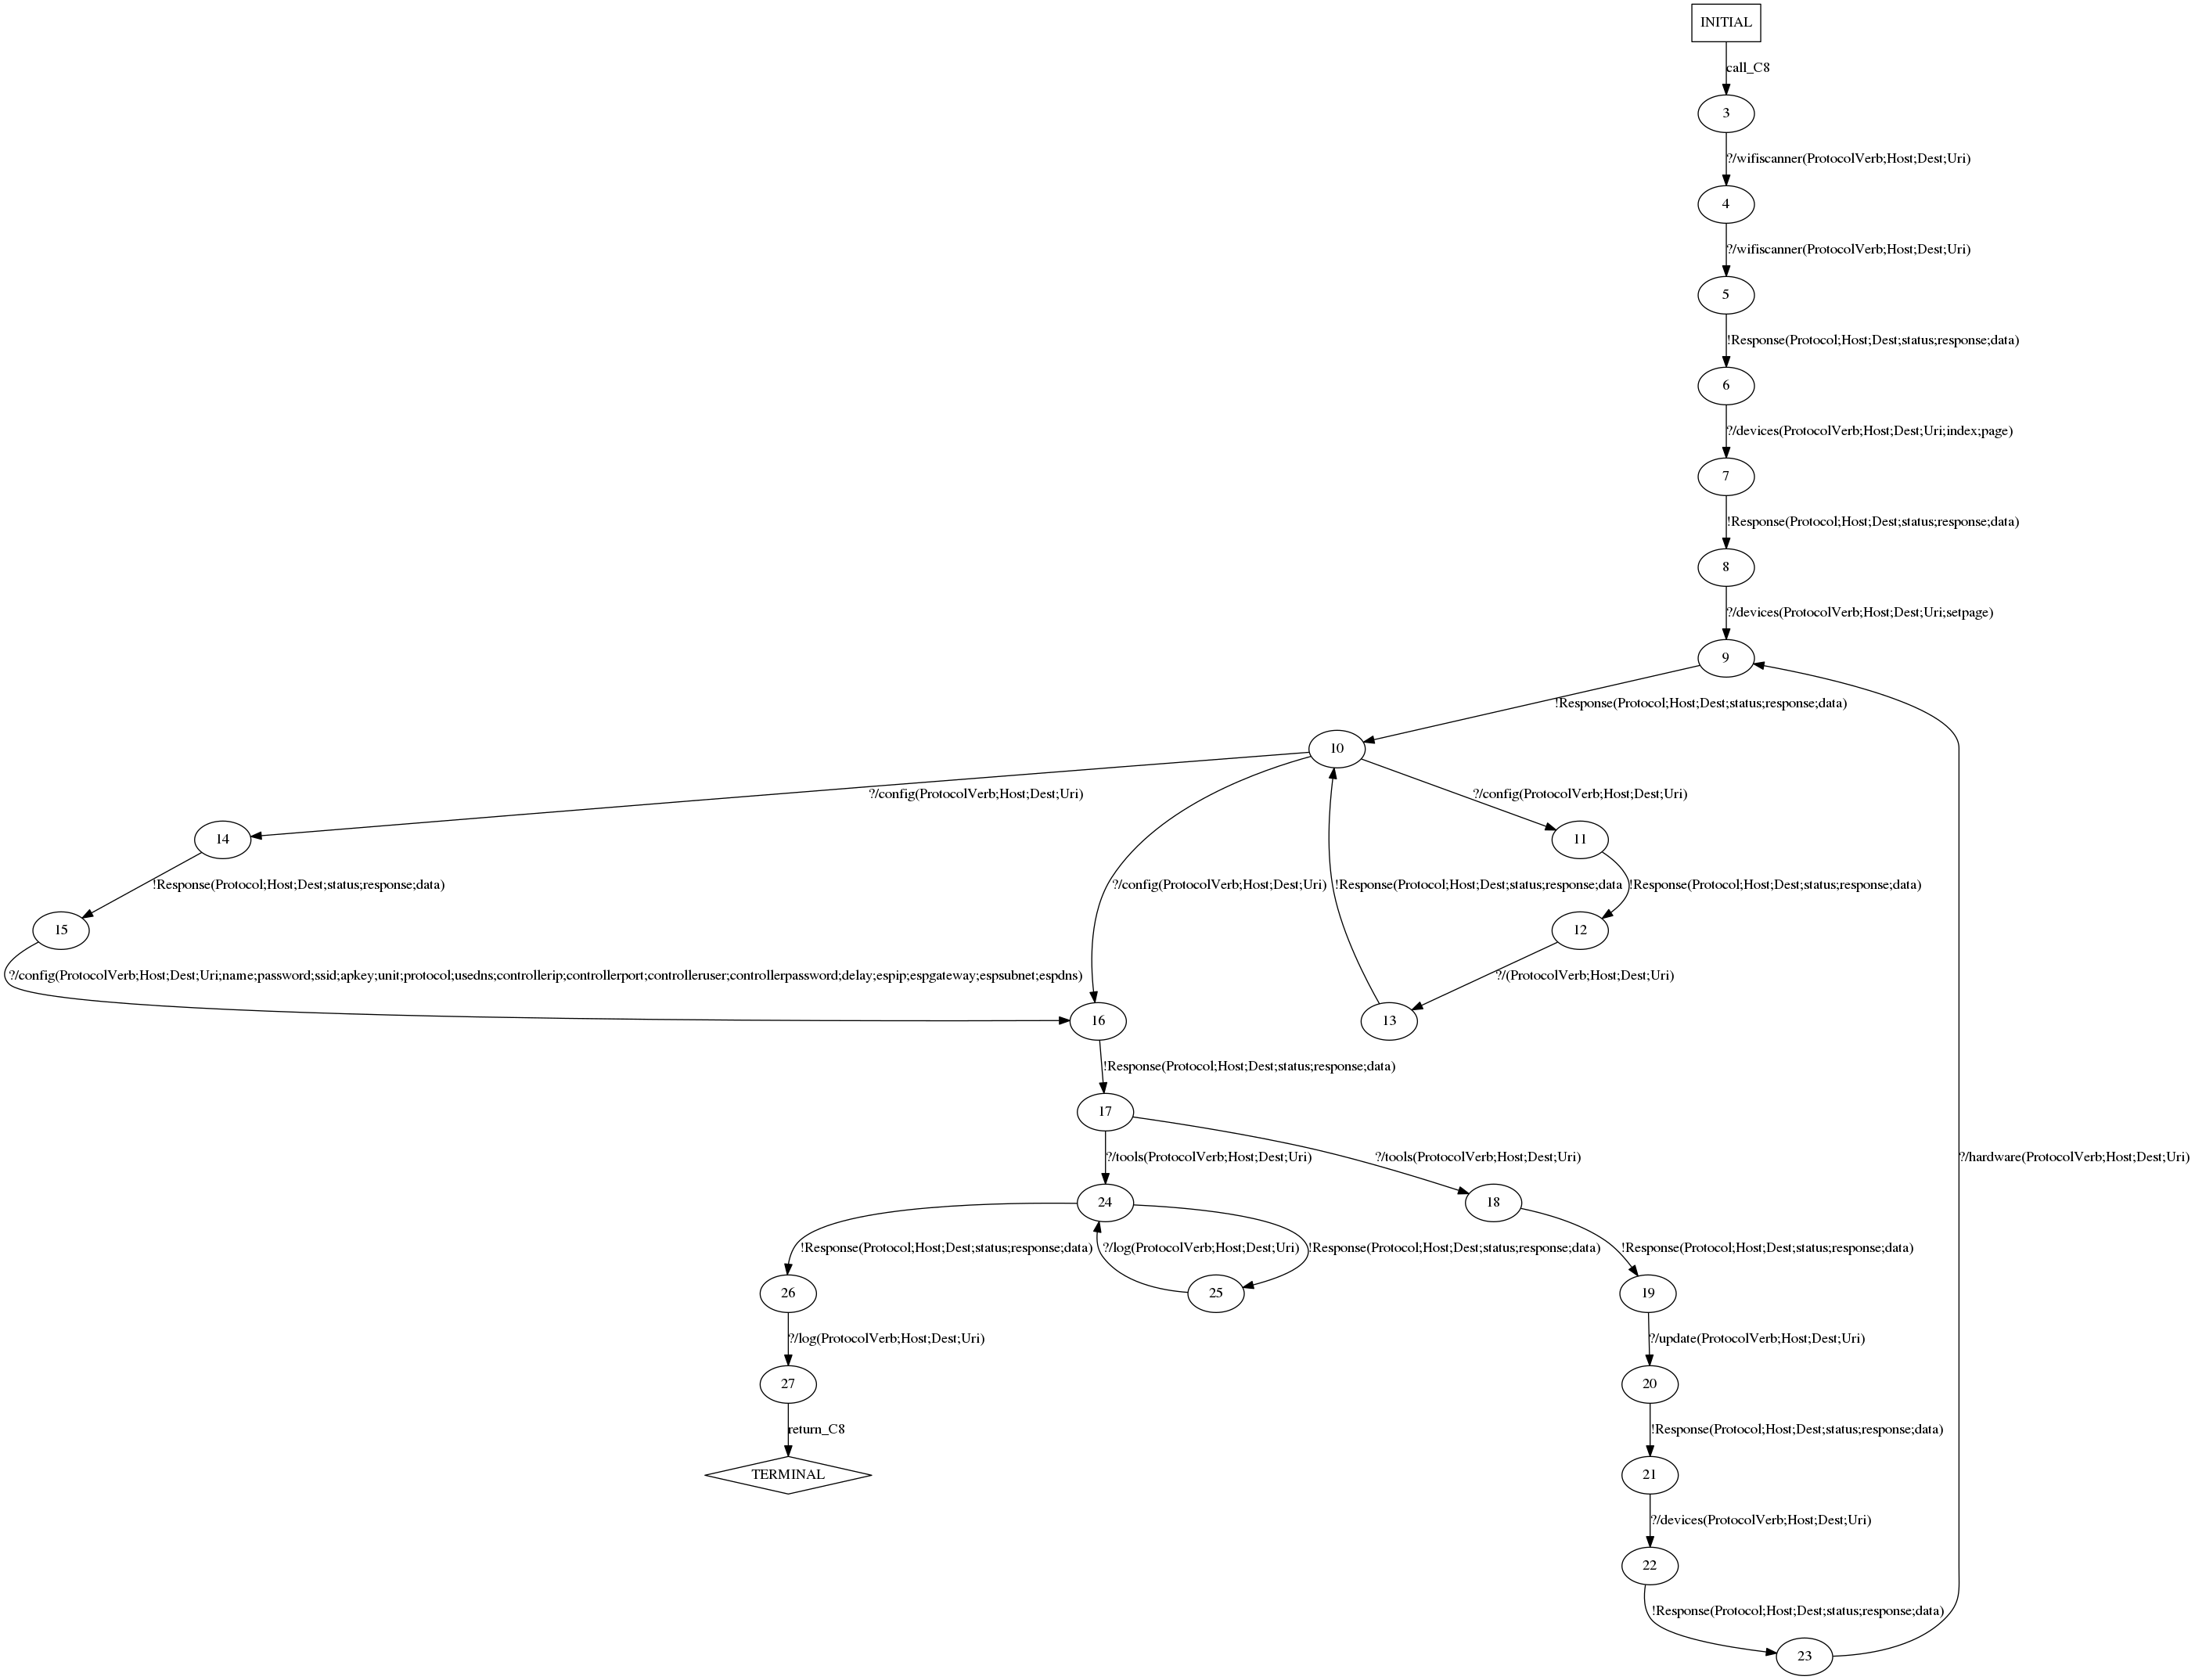 INITIAL
call_C8
3
?/wifiscanner(ProtocolVerb;Host;Dest;Uri)
4
?/wifiscanner(ProtocolVerb;Host;Dest;Uri)
5
!Response(Protocol;Host;Dest;status;response;data)
6
?/devices(ProtocolVerb;Host;Dest;Uri;index;page)
7
!Response(Protocol;Host;Dest;status;response;data)
8
?/devices(ProtocolVerb;Host;Dest;Uri;setpage)
9
!Response(Protocol;Host;Dest;status;response;data)
10
?/config(ProtocolVerb;Host;Dest;Uri)
?/config(ProtocolVerb;Host;Dest;Uri)
14
11
!Response(Protocol;Host;Dest;status;response;data)
?/config(ProtocolVerb;Host;Dest;Uri)
!Response(Protocol;Host;Dest;status;response;data
!Response(Protocol;Host;Dest;status;response;data)
15
12
?/config(ProtocolVerb;Host;Dest;Uri;name;password;ssid;apkey;unit;protocol;usedns;controllerip;controllerport;controlleruser;controllerpassword;delay;espip;espgateway;espsubnet;espdns)
?/(ProtocolVerb;Host;Dest;Uri)
16
13
!Response(Protocol;Host;Dest;status;response;data)
17
?/tools(ProtocolVerb;Host;Dest;Uri)
?/tools(ProtocolVerb;Host;Dest;Uri)
?/hardware(ProtocolVerb;Host;Dest;Uri)
24
18
!Response(Protocol;Host;Dest;status;response;data)
?/log(ProtocolVerb;Host;Dest;Uri)
!Response(Protocol;Host;Dest;status;response;data)
!Response(Protocol;Host;Dest;status;response;data)
26
25
19
?/log(ProtocolVerb;Host;Dest;Uri)
?/update(ProtocolVerb;Host;Dest;Uri)
27
20
return_C8
!Response(Protocol;Host;Dest;status;response;data)
TERMINAL
21
?/devices(ProtocolVerb;Host;Dest;Uri)
22
!Response(Protocol;Host;Dest;status;response;data)
23